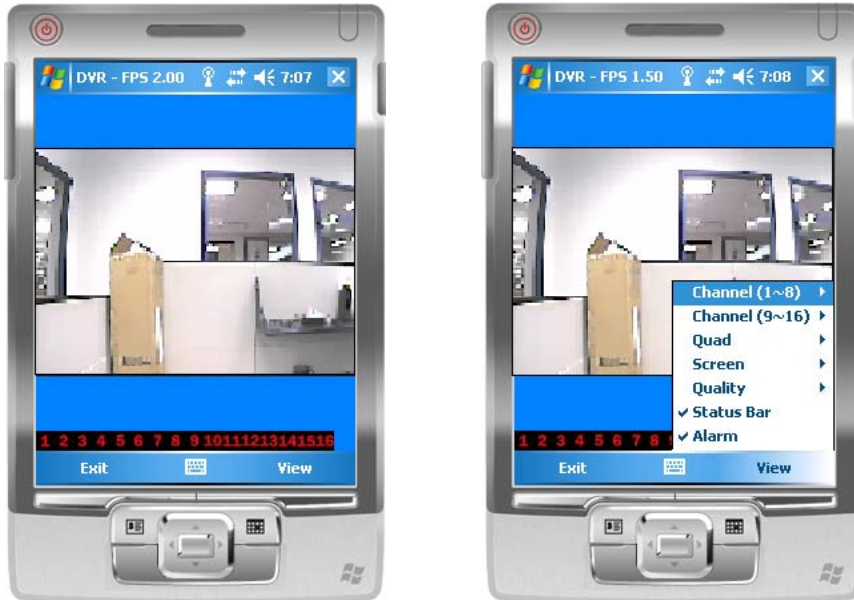 DVR - FPS 2.00 7:07
1 2 3 4 5 6 7 8 9 10 11 12 13 14 15 16
Exit View
DVR - FPS 1.50 7:08
Channel (1~8)
Channel (9~16)
Quad
Screen
Quality
Status Bar
Alarm
1 2 3 4 5 6 7 8
Exit View